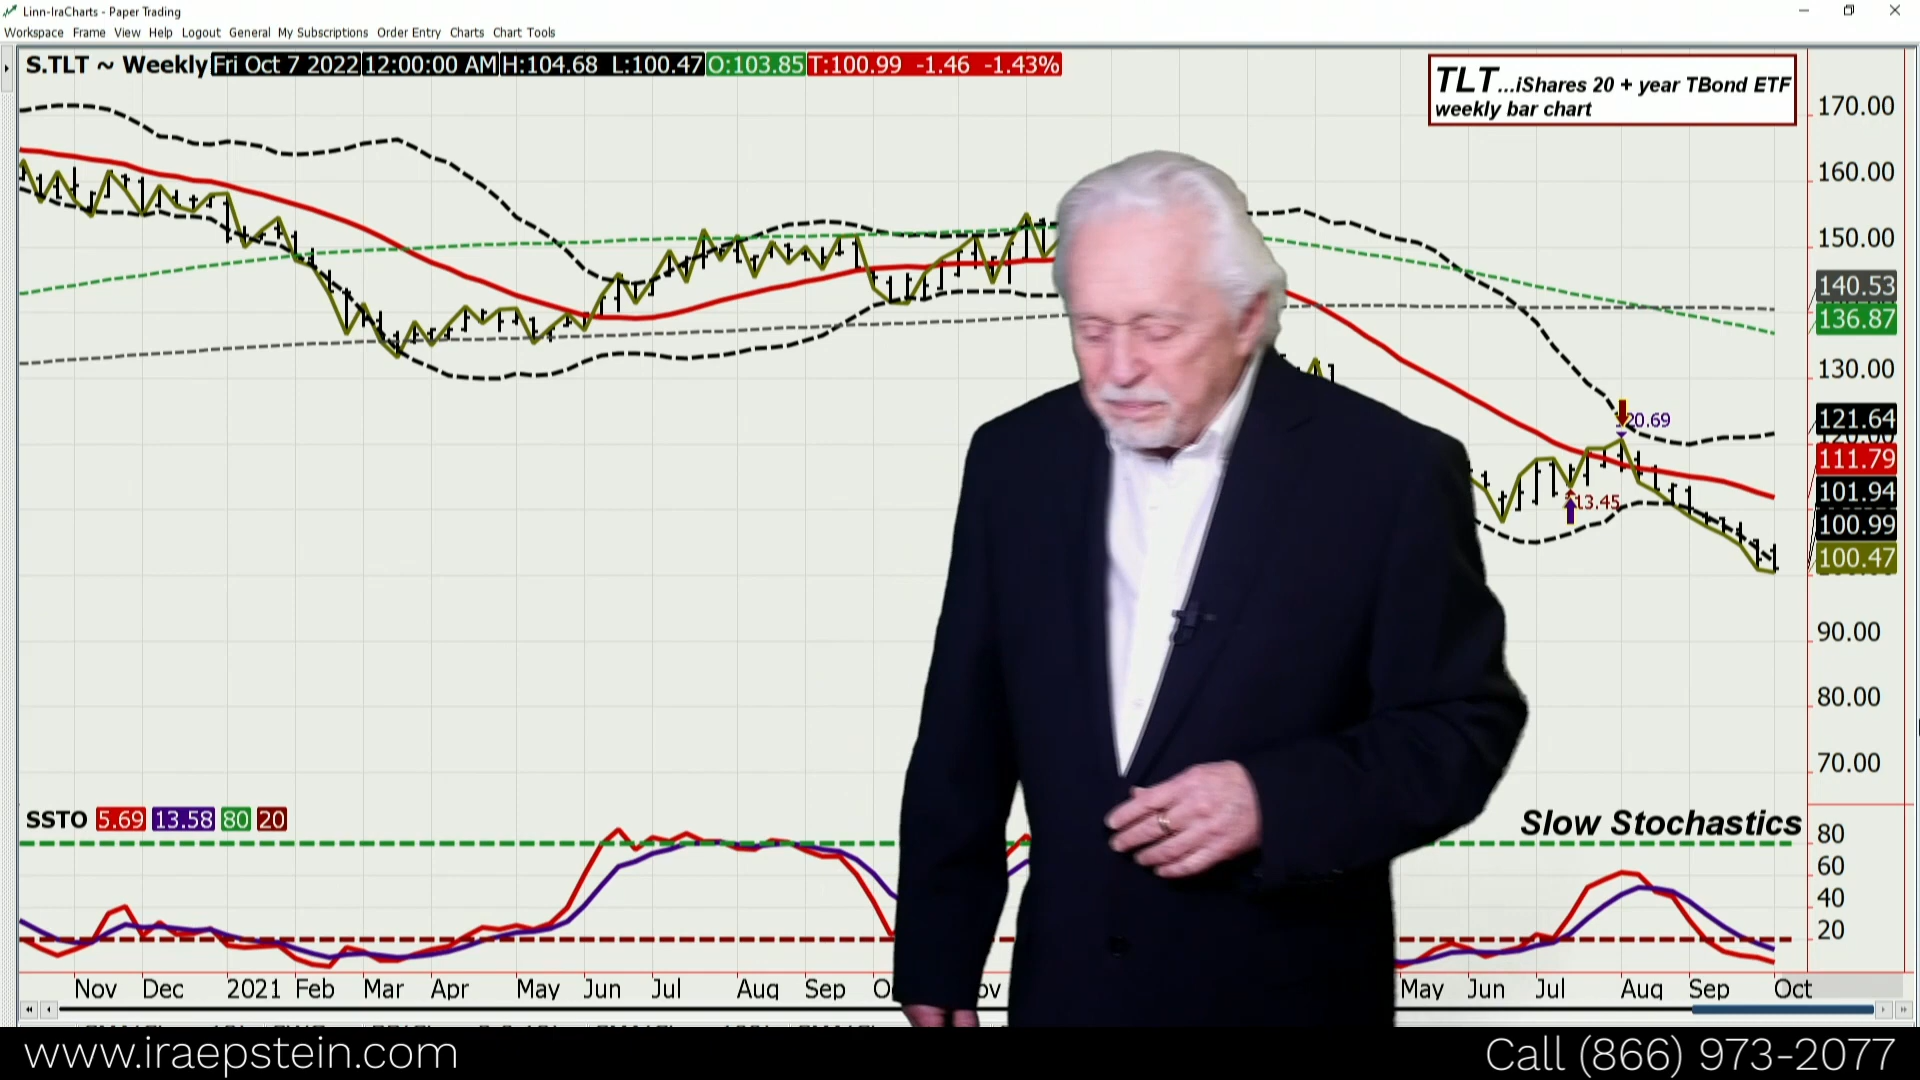 Linn-IraCharts - Paper Trading
Workspace Frame View Help Logout General My Subscriptions Order Entry Charts Chart Tools
S.TLT ~ Weekly Fri Oct 7 2022 12:00:00 AM H:104.68 L:100.47 O:103.85 T:100.99 -1.46 -1.43%
TLT...iShares 20 + year TBond ETF
weekly bar chart
170.00
160.00
150.00
140.53
136.87
130.00
121.64
111.79
101.94
100.99
100.47
90.00
80.00
70.00
20.69
13.45
SSTO 5.69 13.58 80 20
Slow Stochastics
80
60
40
20
Nov Dec 2021 Feb Mar Apr May Jun Jul Aug Sep May Jun Jul Aug Sep Oct
www.iraepstein.com
Call (866) 973-2077